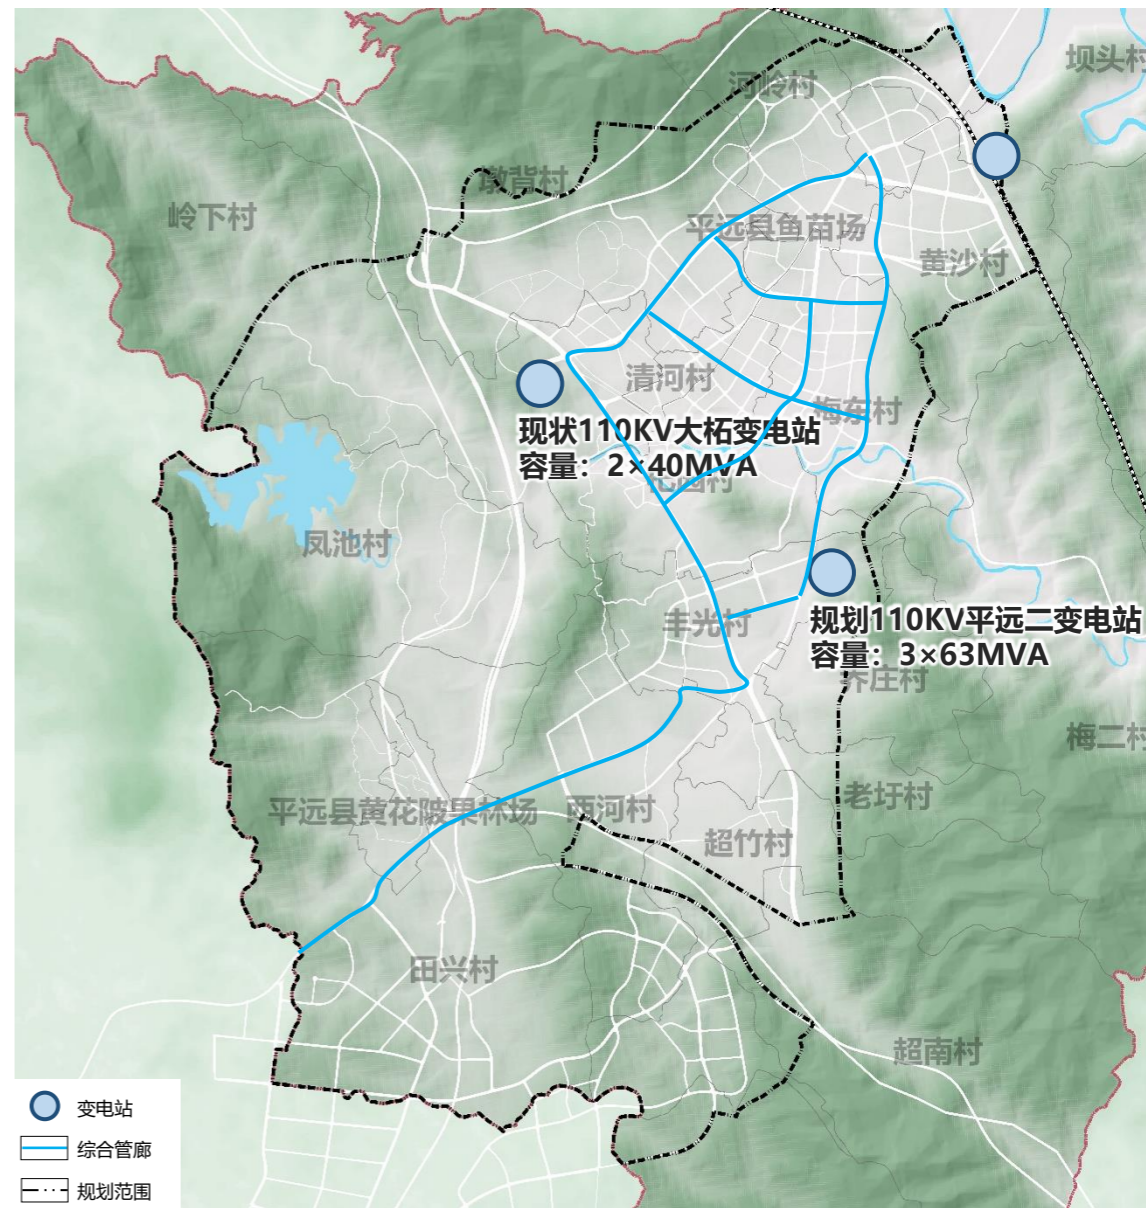 坝头村
河岭村
墩背村
岭下村
平远县鱼苗场
黄沙村
清河村
梅东村
现状110KV大柘变电站
容量：2×40MVA
凤池村
丰光村
规划110KV平远二变电站
容量：3×63MVA
梅二村
老圩村
平远县黄花陂果林场
两河村
超竹村
田兴村
超南村
变电站
综合管廊
规划范围